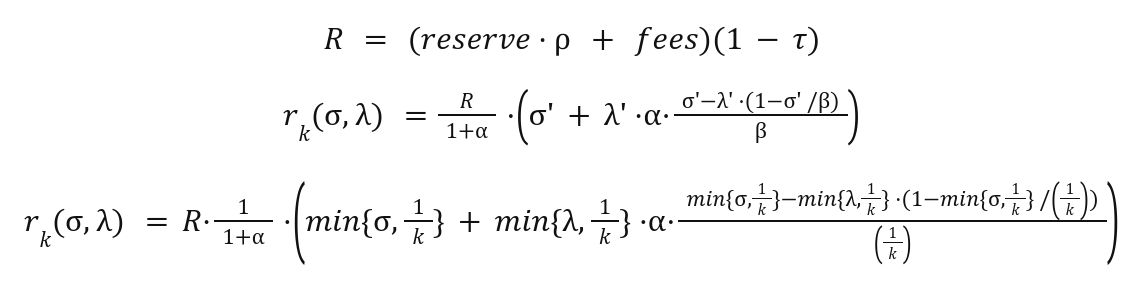 R = (reserve · ρ + fees)(1 − τ)
r_k(σ, λ) = R/(1+α) · (σ' + λ' · α · (σ'−λ' · (1−σ' /β))/β)
r_k(σ, λ) = R · 1/(1+α) · (min{σ, 1/k} + min{λ, 1/k} · α · (min{σ, 1/k}−min{λ, 1/k} · (1−min{σ, 1/k} /(1/k)))/(1/k))